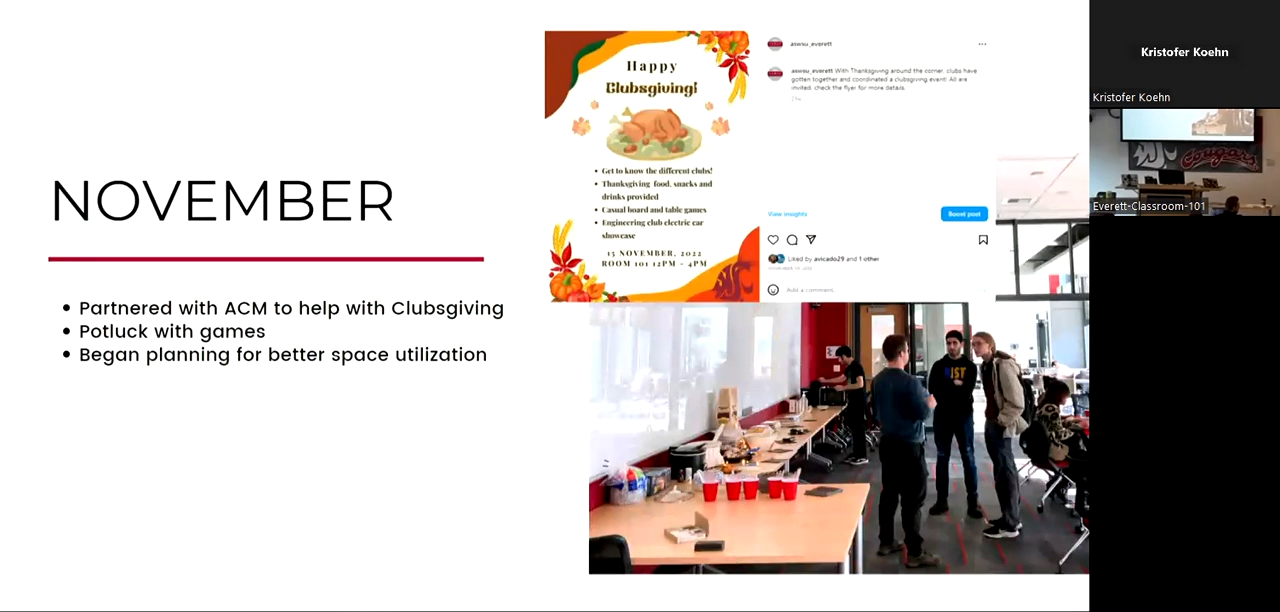 NOVEMBER
Partnered with ACM to help with Clubsgiving
Potluck with games
Began planning for better space utilization
Happy
Clubsgiving!
Get to know the different clubs!
Thanksgiving food, snacks and
drinks provided
Casual board and table games
Engineering club electric car
showcase
15 NOVEMBER, 2022
ROOM 101 12PM - 4PM
aswsu_everett
aswsu_everett With Thanksgiving around the corner, clubs have
gotten together and coordinated a clubsgiving event! All are
invited, check the flyer for more details.
View insights
Boost post
Liked by avicado29 and 1 other
Add a comment...
Kristofer Koehn
Kristofer Koehn
Cougars
Everett-Classroom-101